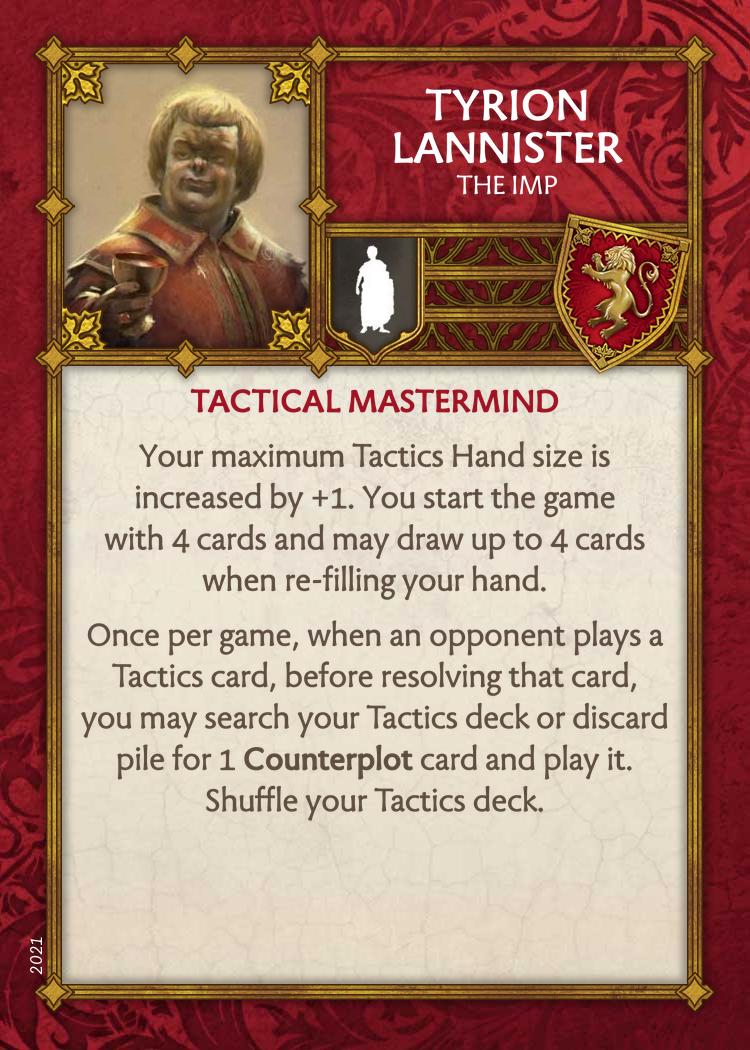 TYRION
LANNISTER
THE IMP
TACTICAL MASTERMIND
Your maximum Tactics Hand size is
increased by +1. You start the game
with 4 cards and may draw up to 4 cards
when re-filling your hand.
Once per game, when an opponent plays a
Tactics card, before resolving that card,
you may search your Tactics deck or discard
pile for 1 Counterplot card and play it.
Shuffle your Tactics deck.
2021